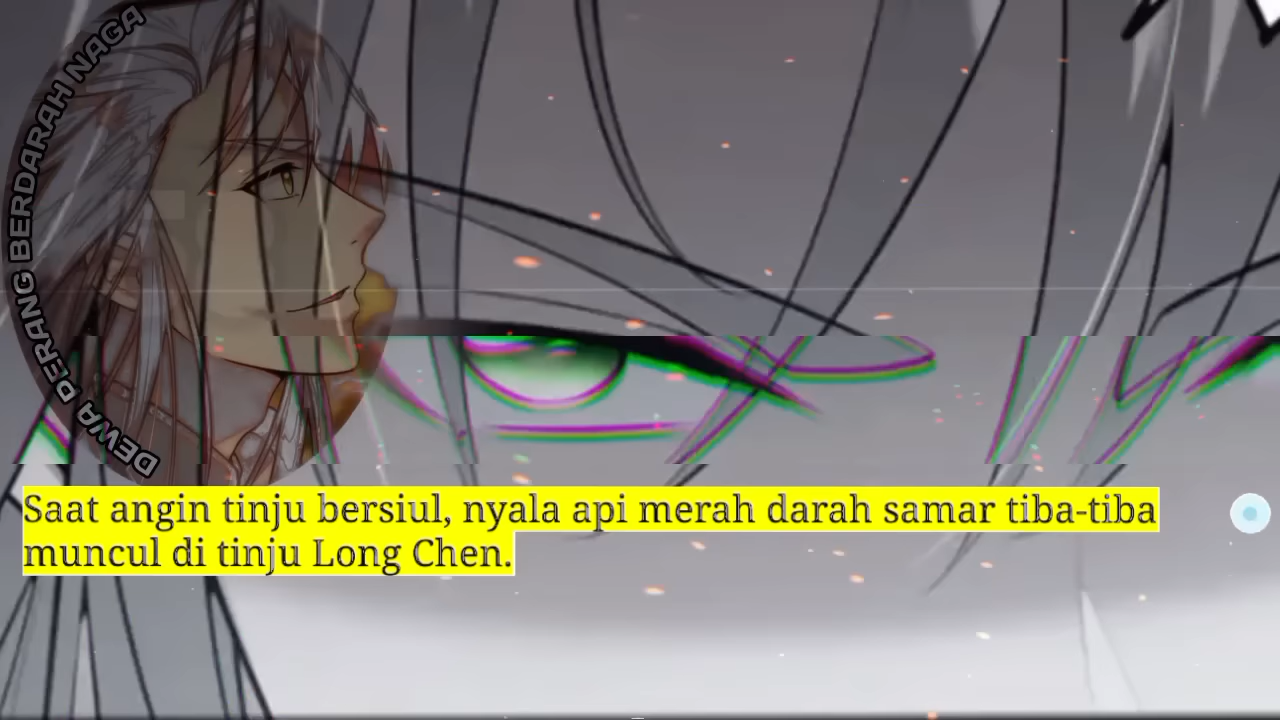 DEWA PERANG BERDARAH NAGA
Saat angin tinju bersiul, nyala api merah darah samar tiba-tiba
muncul di tinju Long Chen.